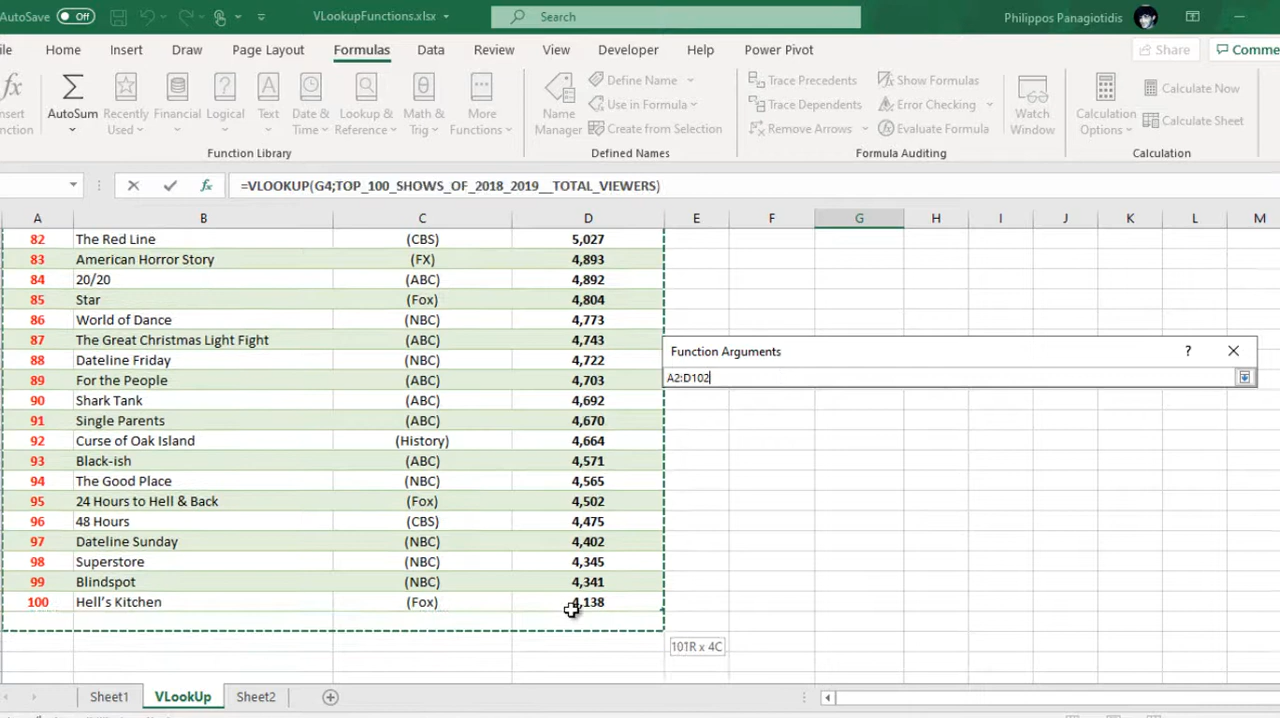 AutoSave Off VLookupFunctions.xlsx Search Philippos Panagiotidis
ile Home Insert Draw Page Layout Formulas Data Review View Developer Help Power Pivot Share Comme
nsert
nction
AutoSum
Recently
Used
Financial
Logical
Text
Date &
Time
Lookup &
Reference
Math &
Trig
More
Functions
Function Library
Name
Manager
Define Name
Use in Formula
Create from Selection
Defined Names
Trace Precedents
Trace Dependents
Remove Arrows
Show Formulas
Error Checking
Evaluate Formula
Formula Auditing
Watch
Window
Calculation
Options
Calculate Now
Calculate Sheet
Calculation
fx =VLOOKUP(G4;TOP_100_SHOWS_OF_2018_2019__TOTAL_VIEWERS)
A B C D E F G H I J K L M
82 The Red Line (CBS) 5,027
83 American Horror Story (FX) 4,893
84 20/20 (ABC) 4,892
85 Star (Fox) 4,804
86 World of Dance (NBC) 4,773
87 The Great Christmas Light Fight (ABC) 4,743
88 Dateline Friday (NBC) 4,722
89 For the People (ABC) 4,703
90 Shark Tank (ABC) 4,692
91 Single Parents (ABC) 4,670
92 Curse of Oak Island (History) 4,664
93 Black-ish (ABC) 4,571
94 The Good Place (NBC) 4,565
95 24 Hours to Hell & Back (Fox) 4,502
96 48 Hours (CBS) 4,475
97 Dateline Sunday (NBC) 4,402
98 Superstore (NBC) 4,345
99 Blindspot (NBC) 4,341
100 Hell's Kitchen (Fox) 4,138
Function Arguments ?
A2:D102
101R x 4C
Sheet1 VLookUp Sheet2